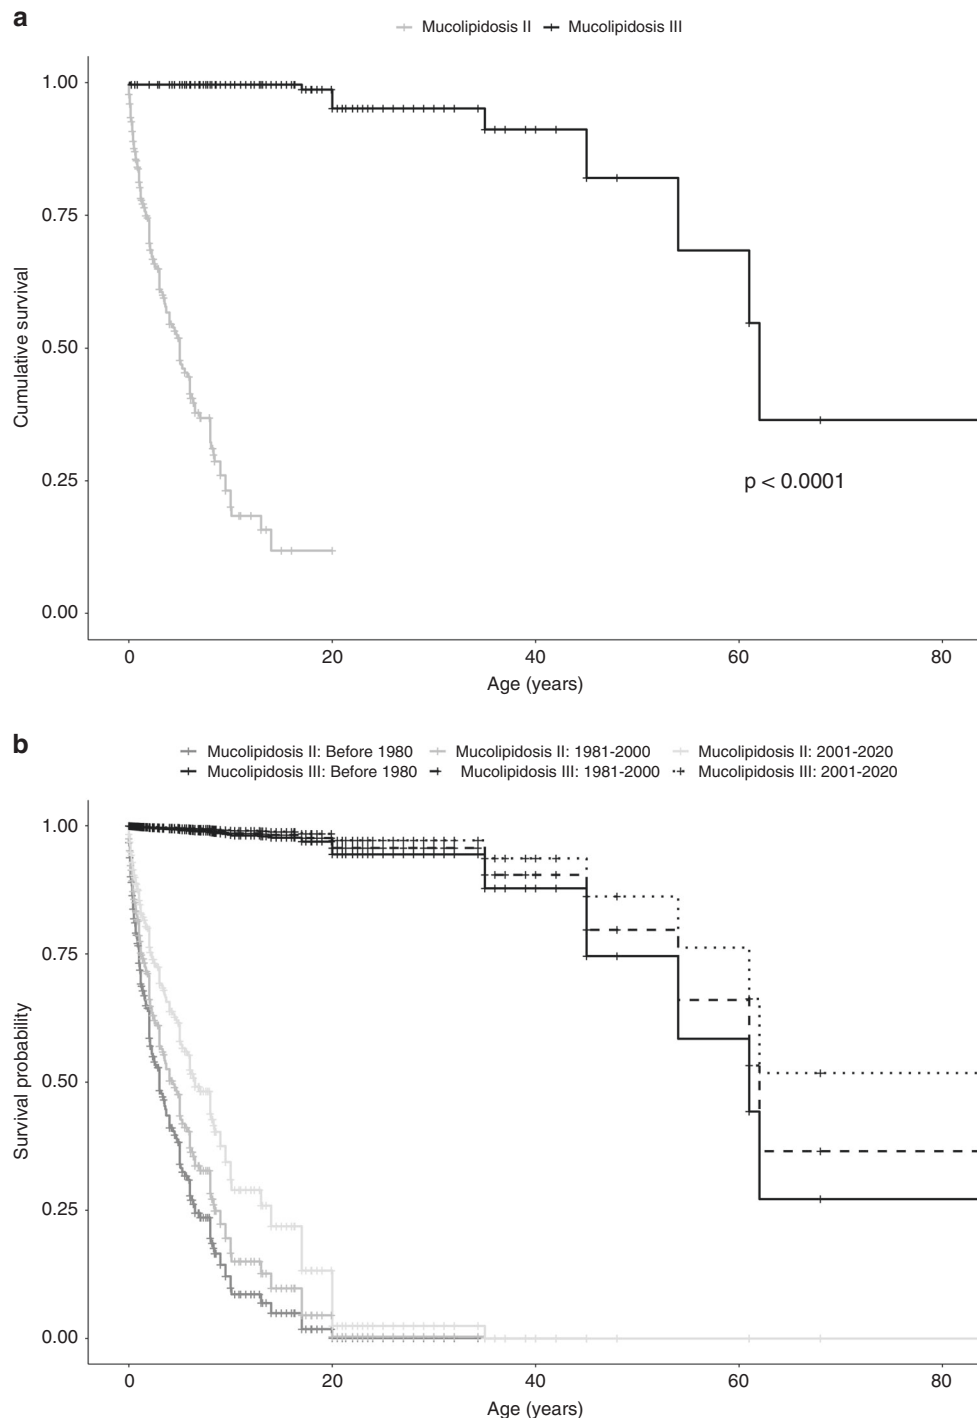 a
Mucolipidosis II Mucolipidosis III
1.00
0.75
0.50
0.25
0.00
Cumulative survival
p < 0.0001
0 20 40 60 80
Age (years)
b
Mucolipidosis II: Before 1980 Mucolipidosis II: 1981-2000 Mucolipidosis II: 2001-2020
Mucolipidosis III: Before 1980 Mucolipidosis III: 1981-2000 Mucolipidosis III: 2001-2020
1.00
0.75
0.50
0.25
0.00
Survival probability
0 20 40 60 80
Age (years)